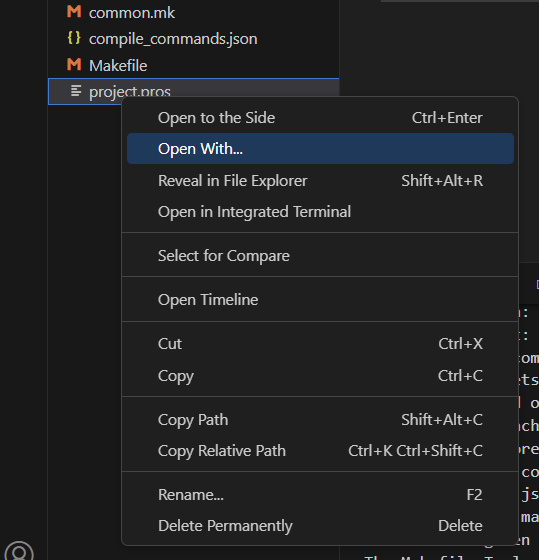 common.mk
compile_commands.json
Makefile
project.pros
Open to the Side Ctrl+Enter
Open With...
Reveal in File Explorer Shift+Alt+R
Open in Integrated Terminal
Select for Compare
Open Timeline
Cut Ctrl+X
Copy Ctrl+C
Copy Path Shift+Alt+C
Copy Relative Path Ctrl+K Ctrl+Shift+C
Rename... F2
Delete Permanently Delete